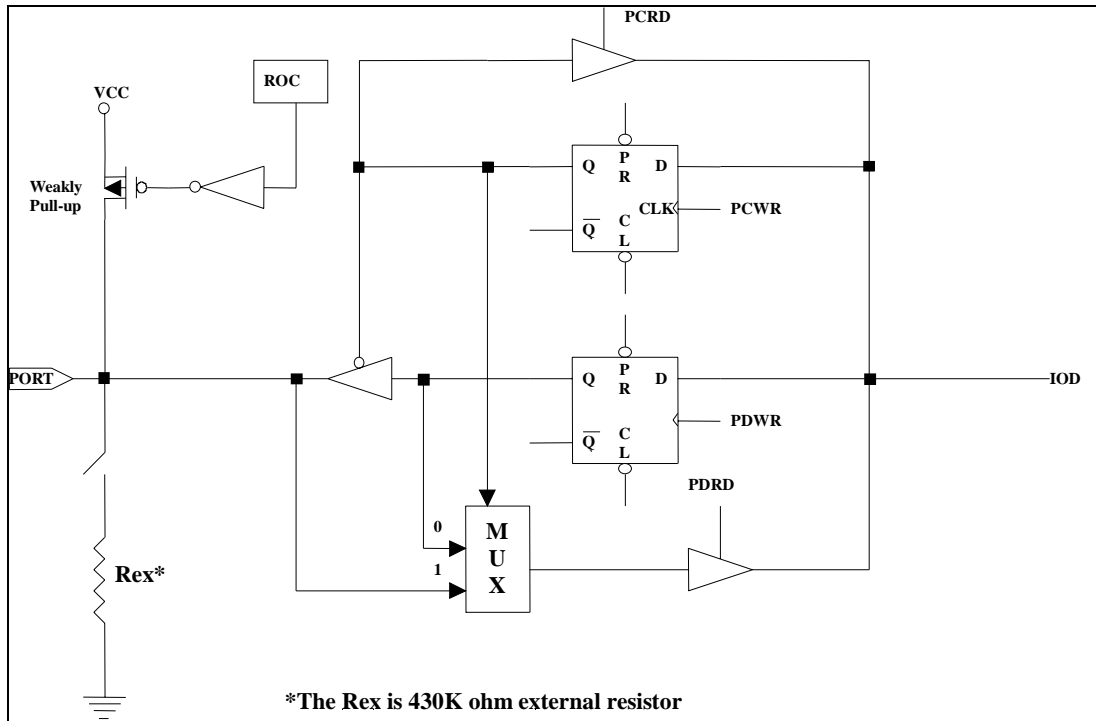 PCRD
ROC
VCC
Weakly
Pull-up
Q
P
R
D
CLK
PCWR
Q
C
L
PORT
Q
P
R
D
IOD
PDWR
Q
C
L
PDRD
0
1
M
U
X
Rex*
*The Rex is 430K ohm external resistor